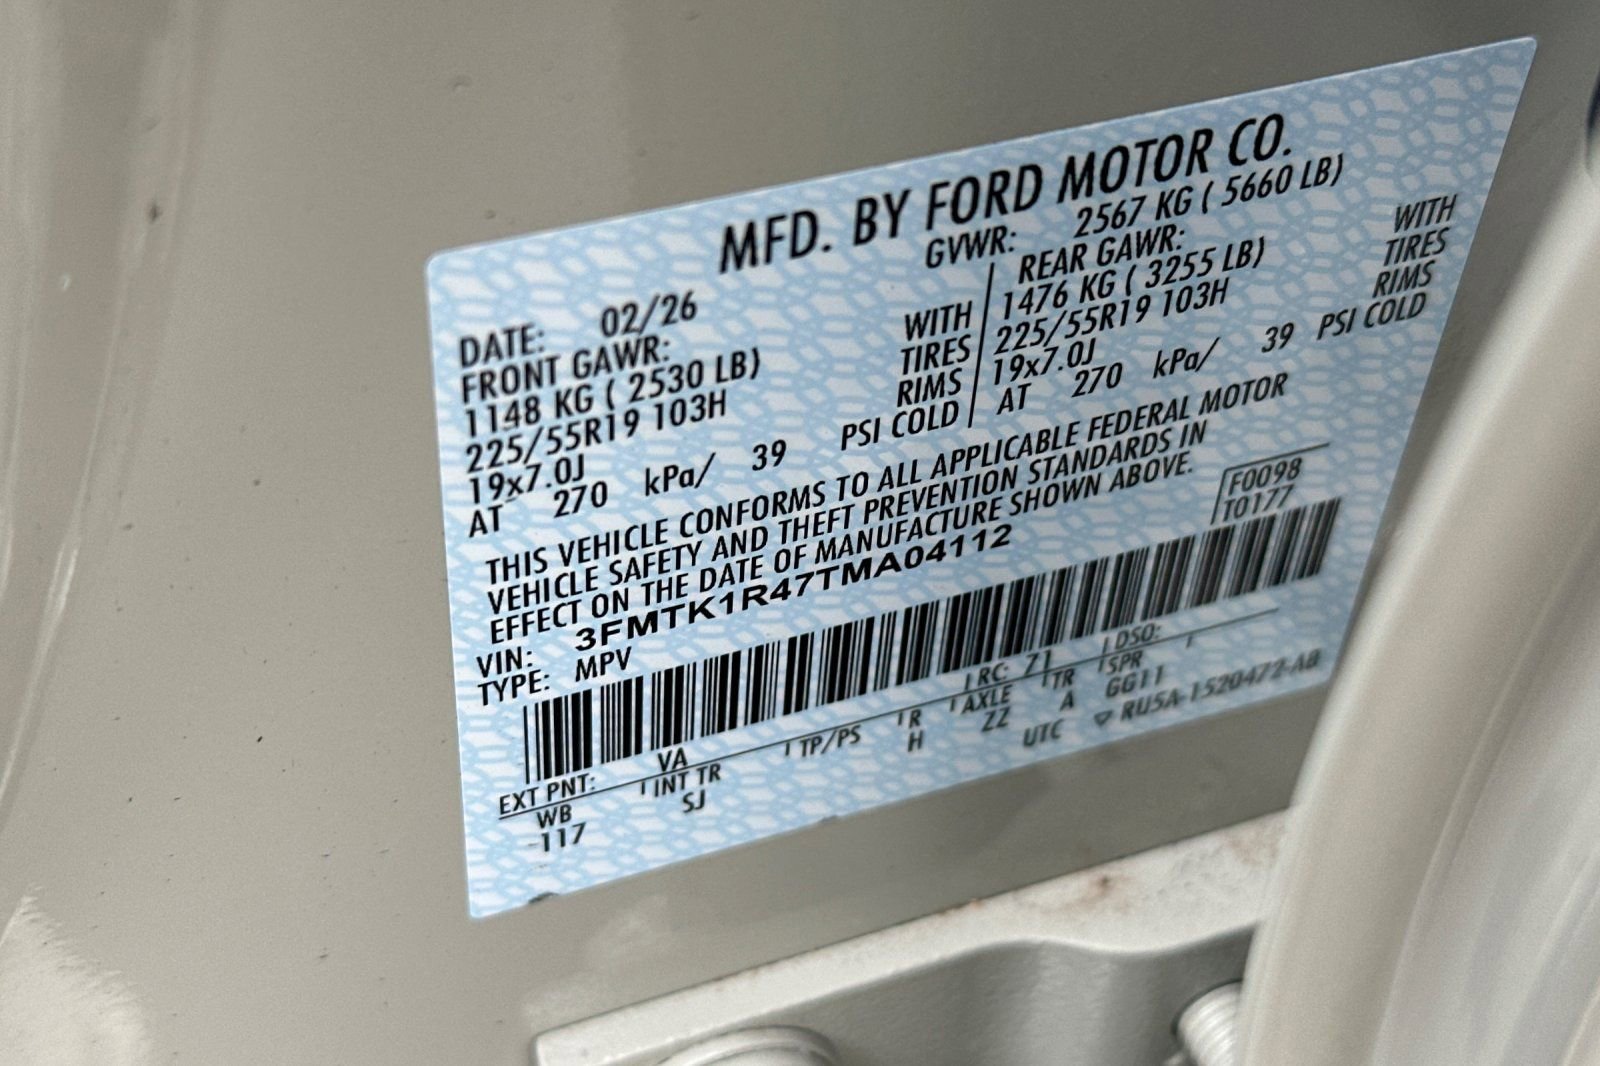 MFD. BY FORD MOTOR CO.
DATE: 02/26 GVWR: 2567 KG ( 5660 LB)
FRONT GAWR: REAR GAWR:
1148 KG ( 2530 LB) WITH 1476 KG ( 3255 LB) WITH
225/55R19 103H TIRES 225/55R19 103H TIRES
19x7.0J RIMS 19x7.0J RIMS
AT 270 kPa/ 39 PSI COLD AT 270 kPa/ 39 PSI COLD
THIS VEHICLE CONFORMS TO ALL APPLICABLE FEDERAL MOTOR
VEHICLE SAFETY AND THEFT PREVENTION STANDARDS IN
EFFECT ON THE DATE OF MANUFACTURE SHOWN ABOVE.
F0098
T0177
VIN: 3FMTK1R47TMA04112
TYPE: MPV
EXT PNT: VA RC: 71 DSO:
WB INT TR TP/PS R AXLE TR SPR
117 SJ H ZZ A GG11
UTC ▽ RU5A-1520472-AB